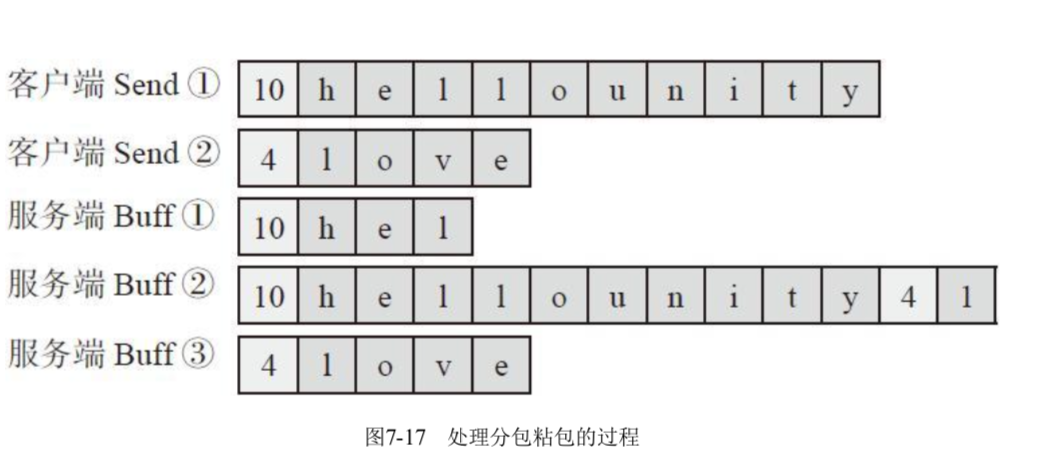 客户端 Send ① 10 h e l l o u n i t y
客户端 Send ② 4 l o v e
服务端 Buff ① 10 h e l
服务端 Buff ② 10 h e l l o u n i t y 4 l
服务端 Buff ③ 4 l o v e
图7-17 处理分包粘包的过程